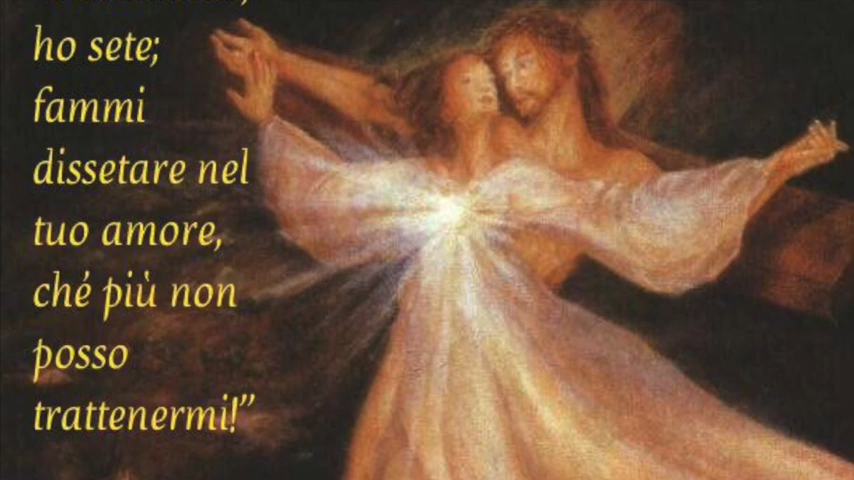 ho sete;
fammi
dissetare nel
tuo amore,
ché più non
posso
trattenermi!”